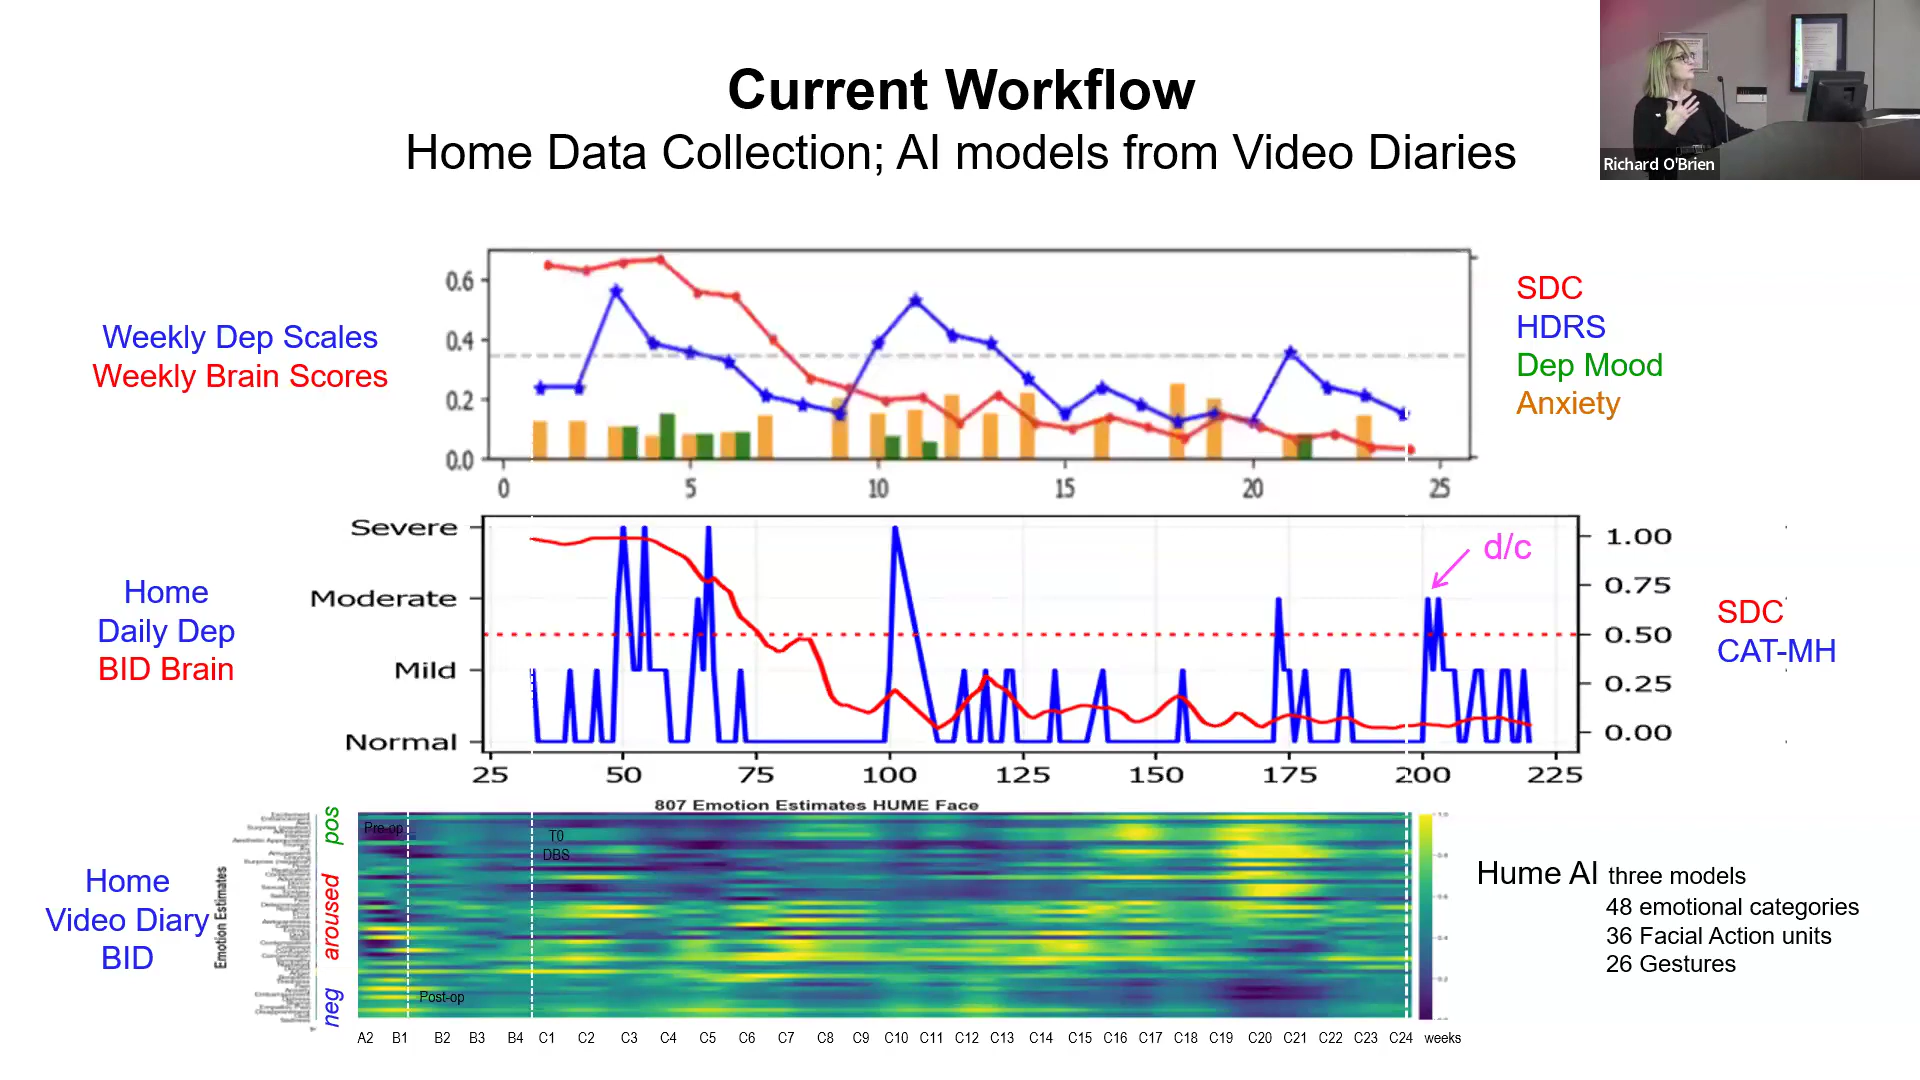 Current Workflow
Home Data Collection; AI models from Video Diaries
Richard O'Brien
Weekly Dep Scales
Weekly Brain Scores
0.6
0.4
0.2
0.0
0 5 10 15 20 25
SDC
HDRS
Dep Mood
Anxiety
Home
Daily Dep
BID Brain
Severe
Moderate
Mild
Normal
d/c
1.00
0.75
0.50
0.25
0.00
25 50 75 100 125 150 175 200 225
SDC
CAT-MH
807 Emotion Estimates HUME Face
Home
Video Diary
BID
Emotion Estimates
pos
aroused
neg
Pre-op
T0
DBS
Post-op
A2 B1 B2 B3 B4 C1 C2 C3 C4 C5 C6 C7 C8 C9 C10 C11 C12 C13 C14 C15 C16 C17 C18 C19 C20 C21 C22 C23 C24 weeks
Hume AI three models
48 emotional categories
36 Facial Action units
26 Gestures